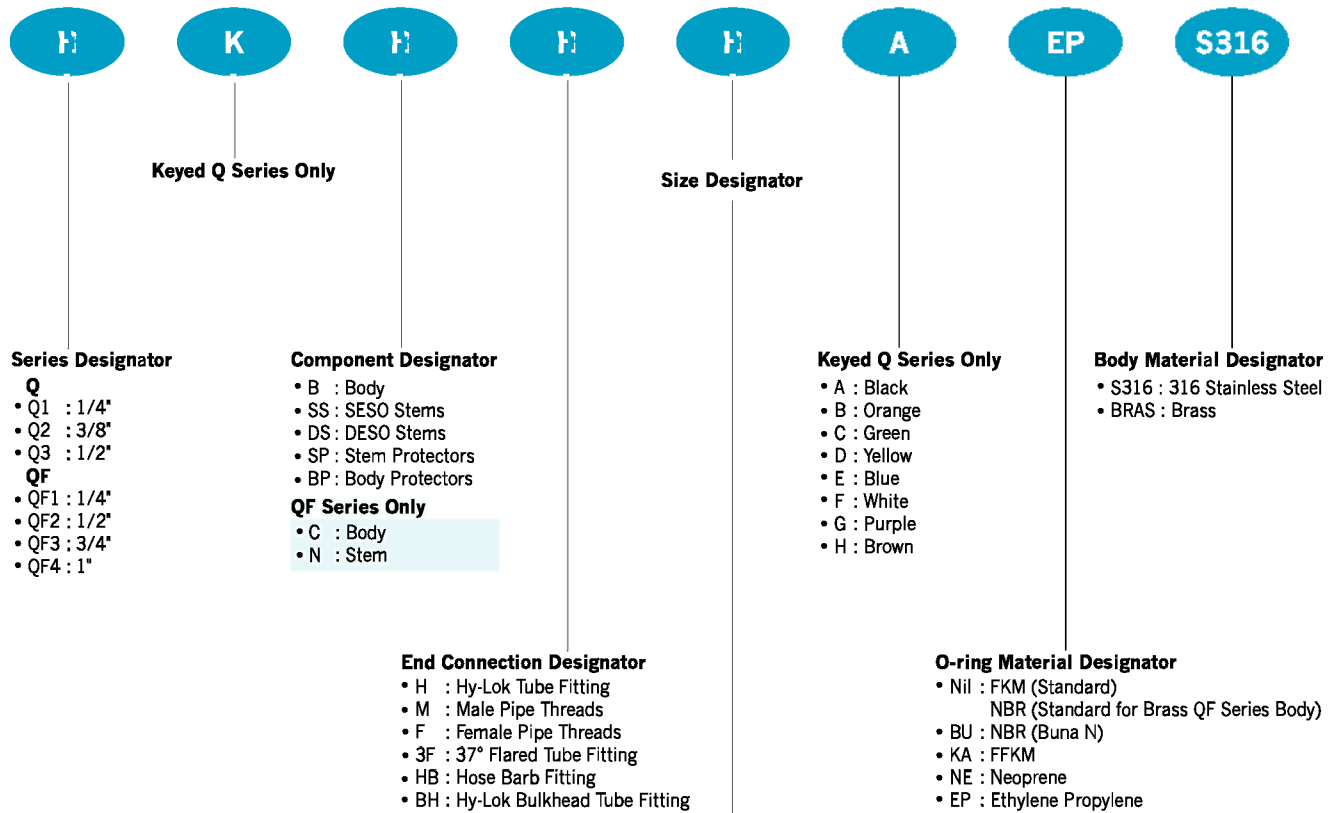 K A EP S316
Keyed Q Series Only
Size Designator
Series Designator
Q
• Q1 : 1/4"
• Q2 : 3/8"
• Q3 : 1/2"
QF
• QF1 : 1/4"
• QF2 : 1/2"
• QF3 : 3/4"
• QF4 : 1"
Component Designator
• B : Body
• SS : SESO Stems
• DS : DESO Stems
• SP : Stem Protectors
• BP : Body Protectors
QF Series Only
• C : Body
• N : Stem
Keyed Q Series Only
• A : Black
• B : Orange
• C : Green
• D : Yellow
• E : Blue
• F : White
• G : Purple
• H : Brown
Body Material Designator
• S316 : 316 Stainless Steel
• BRAS : Brass
End Connection Designator
• H : Hy-Lok Tube Fitting
• M : Male Pipe Threads
• F : Female Pipe Threads
• 3F : 37° Flared Tube Fitting
• HB : Hose Barb Fitting
• BH : Hy-Lok Bulkhead Tube Fitting
O-ring Material Designator
• Nil : FKM (Standard)
NBR (Standard for Brass QF Series Body)
• BU : NBR (Buna N)
• KA : FFKM
• NE : Neoprene
• EP : Ethylene Propylene